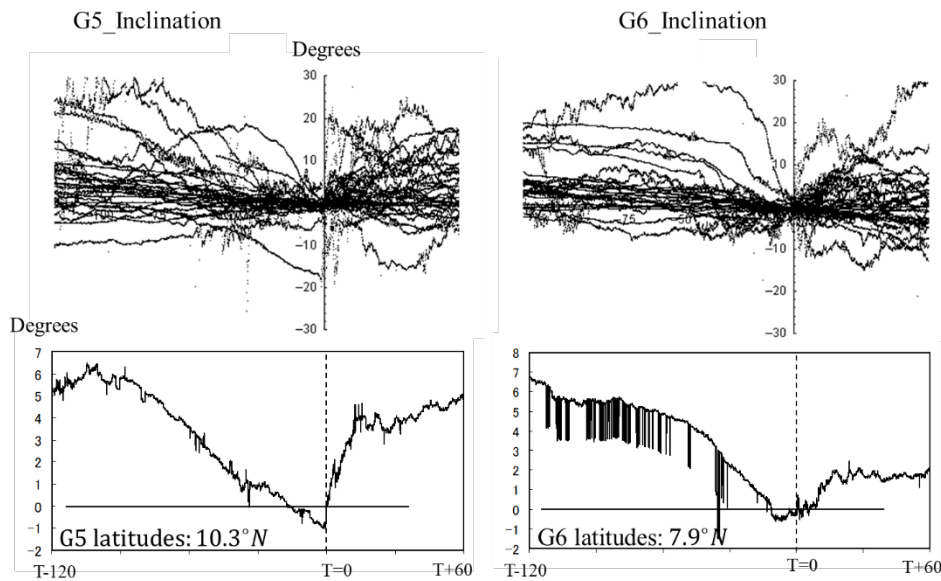 G5_Inclination
G6_Inclination
Degrees
30
20
10
−10
−20
−30
30
20
10
−10
−20
−30
−75
Degrees
7
6
5
4
3
2
1
0
−1
−2
G5 latitudes: 10.3°N
T-120
T=0
T+60
8
7
6
5
4
3
2
1
0
−1
−2
G6 latitudes: 7.9°N
T-120
T=0
T+60